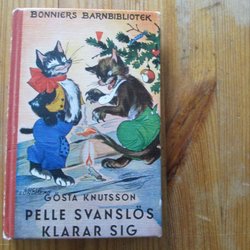 BONNIERS BARNBIBLIOTEK
GÖSTA KNUTSSON
PELLE SVANSLÖS
KLARAR SIG